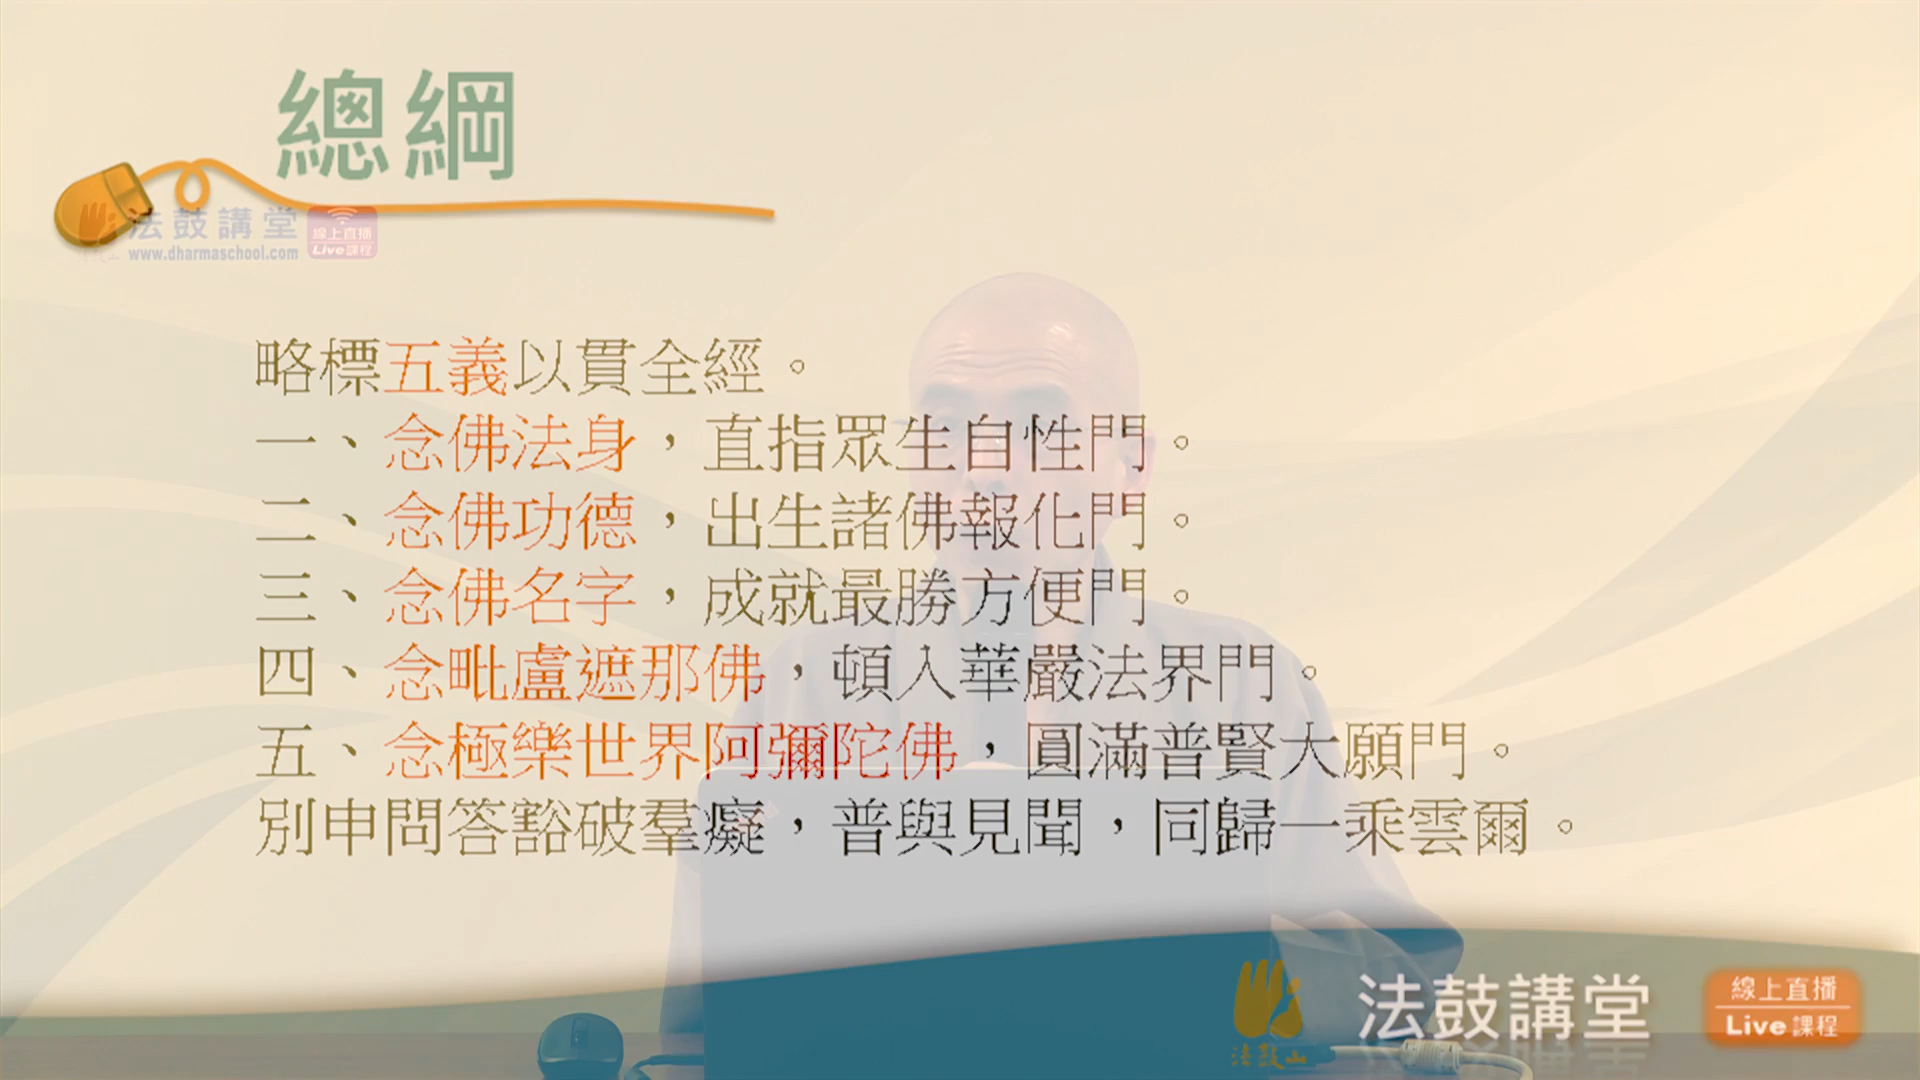 總綱
法鼓講堂
www.dharmaschool.com
線上直播
Live課程
略標五義以貫全經。
一、念佛法身，直指眾生自性門。
二、念佛功德，出生諸佛報化門。
三、念佛名字，成就最勝方便門。
四、念毗盧遮那佛，頓入華嚴法界門。
五、念極樂世界阿彌陀佛，圓滿普賢大願門。
別申問答豁破羣癡，普與見聞，同歸一乘雲爾。
法鼓山
法鼓講堂
線上直播
Live課程